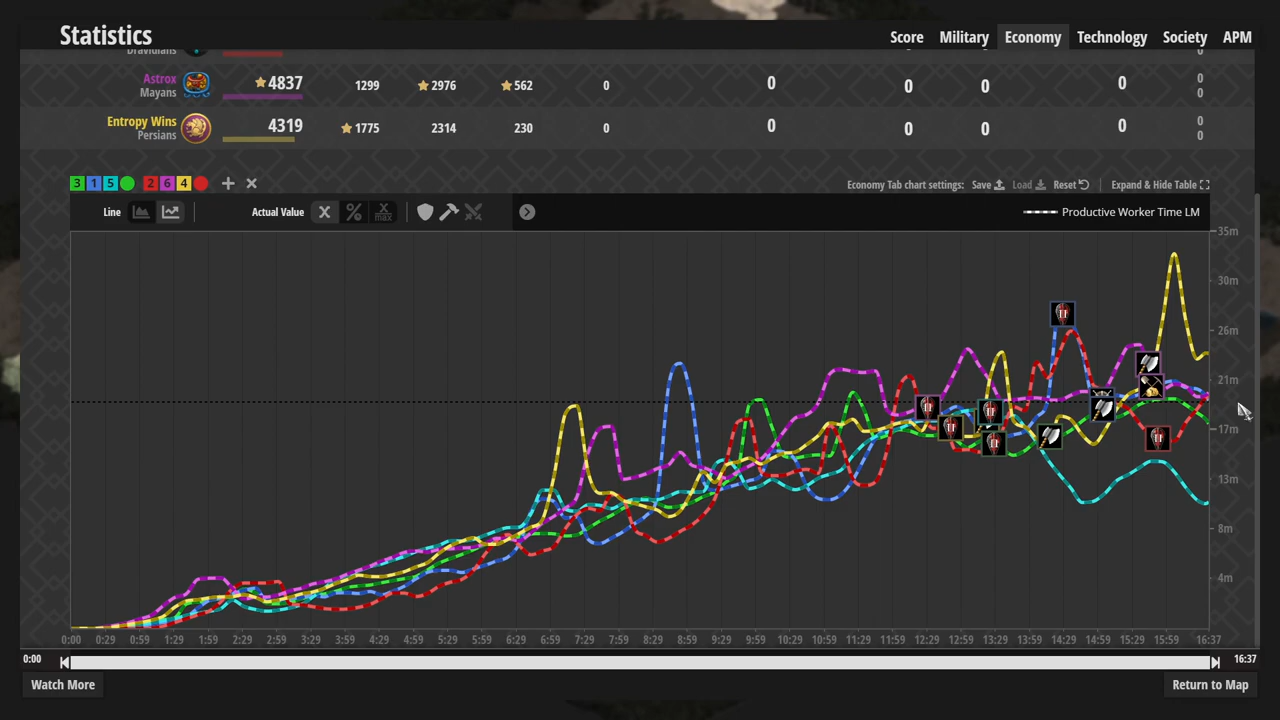 Statistics
Score Military Economy Technology Society APM
Dravidians 0 0 0 0
Astrox 4837 1299 2976 562 0 0 0 0 0 0
Mayans 0
Entropy Wins 4319 1775 2314 230 0 0 0 0 0 0
Persians 0
3 1 5 2 6 4 + × Economy Tab chart settings: Save Load Reset Expand & Hide Table
Line Actual Value X % X/max Productive Worker Time LM
35m
30m
26m
21m
17m
13m
8m
4m
0:00 0:29 0:59 1:29 1:59 2:29 2:59 3:29 3:59 4:29 4:59 5:29 5:59 6:29 6:59 7:29 7:59 8:29 8:59 9:29 9:59 10:29 10:59 11:29 11:59 12:29 12:59 13:29 13:59 14:29 14:59 15:29 15:59 16:37
0:00 16:37
Watch More Return to Map